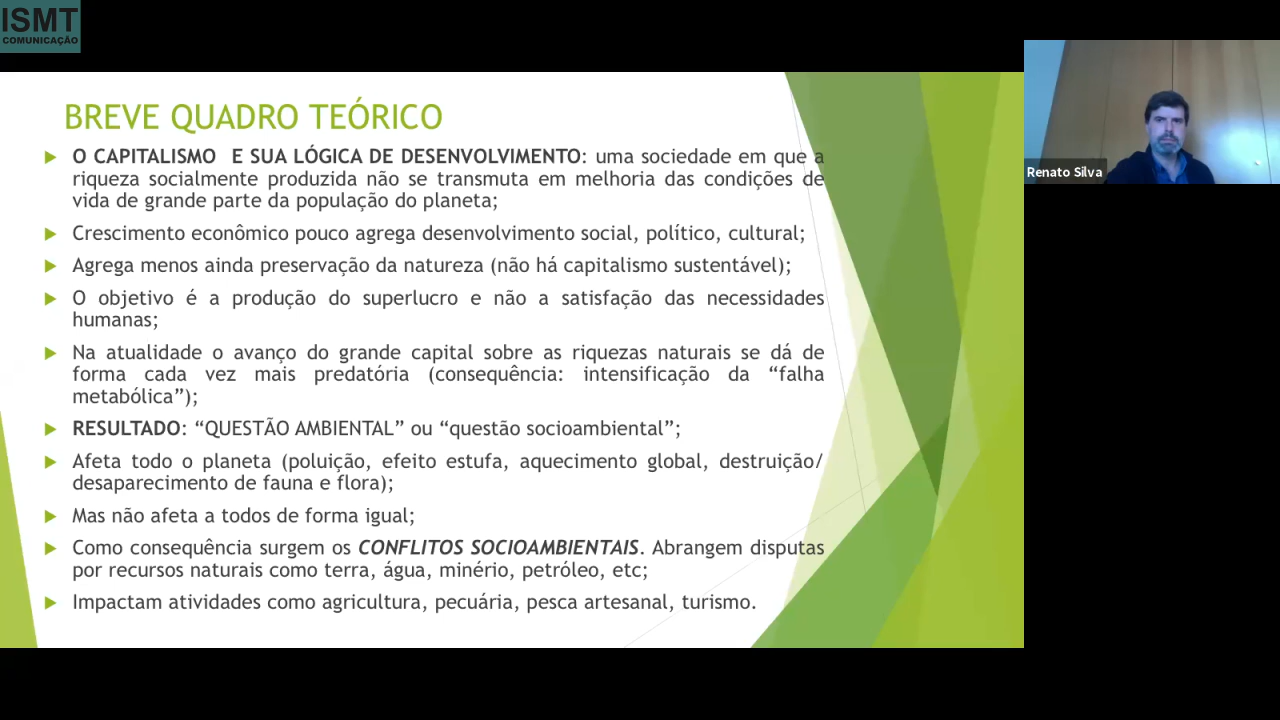 ISMT
COMUNICAÇÃO
BREVE QUADRO TEÓRICO
O CAPITALISMO E SUA LÓGICA DE DESENVOLVIMENTO: uma sociedade em que a
riqueza socialmente produzida não se transmuta em melhoria das condições de
vida de grande parte da população do planeta;
Crescimento econômico pouco agrega desenvolvimento social, político, cultural;
Agrega menos ainda preservação da natureza (não há capitalismo sustentável);
O objetivo é a produção do superlucro e não a satisfação das necessidades
humanas;
Na atualidade o avanço do grande capital sobre as riquezas naturais se dá de
forma cada vez mais predatória (consequência: intensificação da “falha
metabólica”);
RESULTADO: “QUESTÃO AMBIENTAL” ou “questão socioambiental”;
Afeta todo o planeta (poluição, efeito estufa, aquecimento global, destruição/
desaparecimento de fauna e flora);
Mas não afeta a todos de forma igual;
Como consequência surgem os CONFLITOS SOCIOAMBIENTAIS. Abrangem disputas
por recursos naturais como terra, água, minério, petróleo, etc;
Impactam atividades como agricultura, pecuária, pesca artesanal, turismo.
Renato Silva